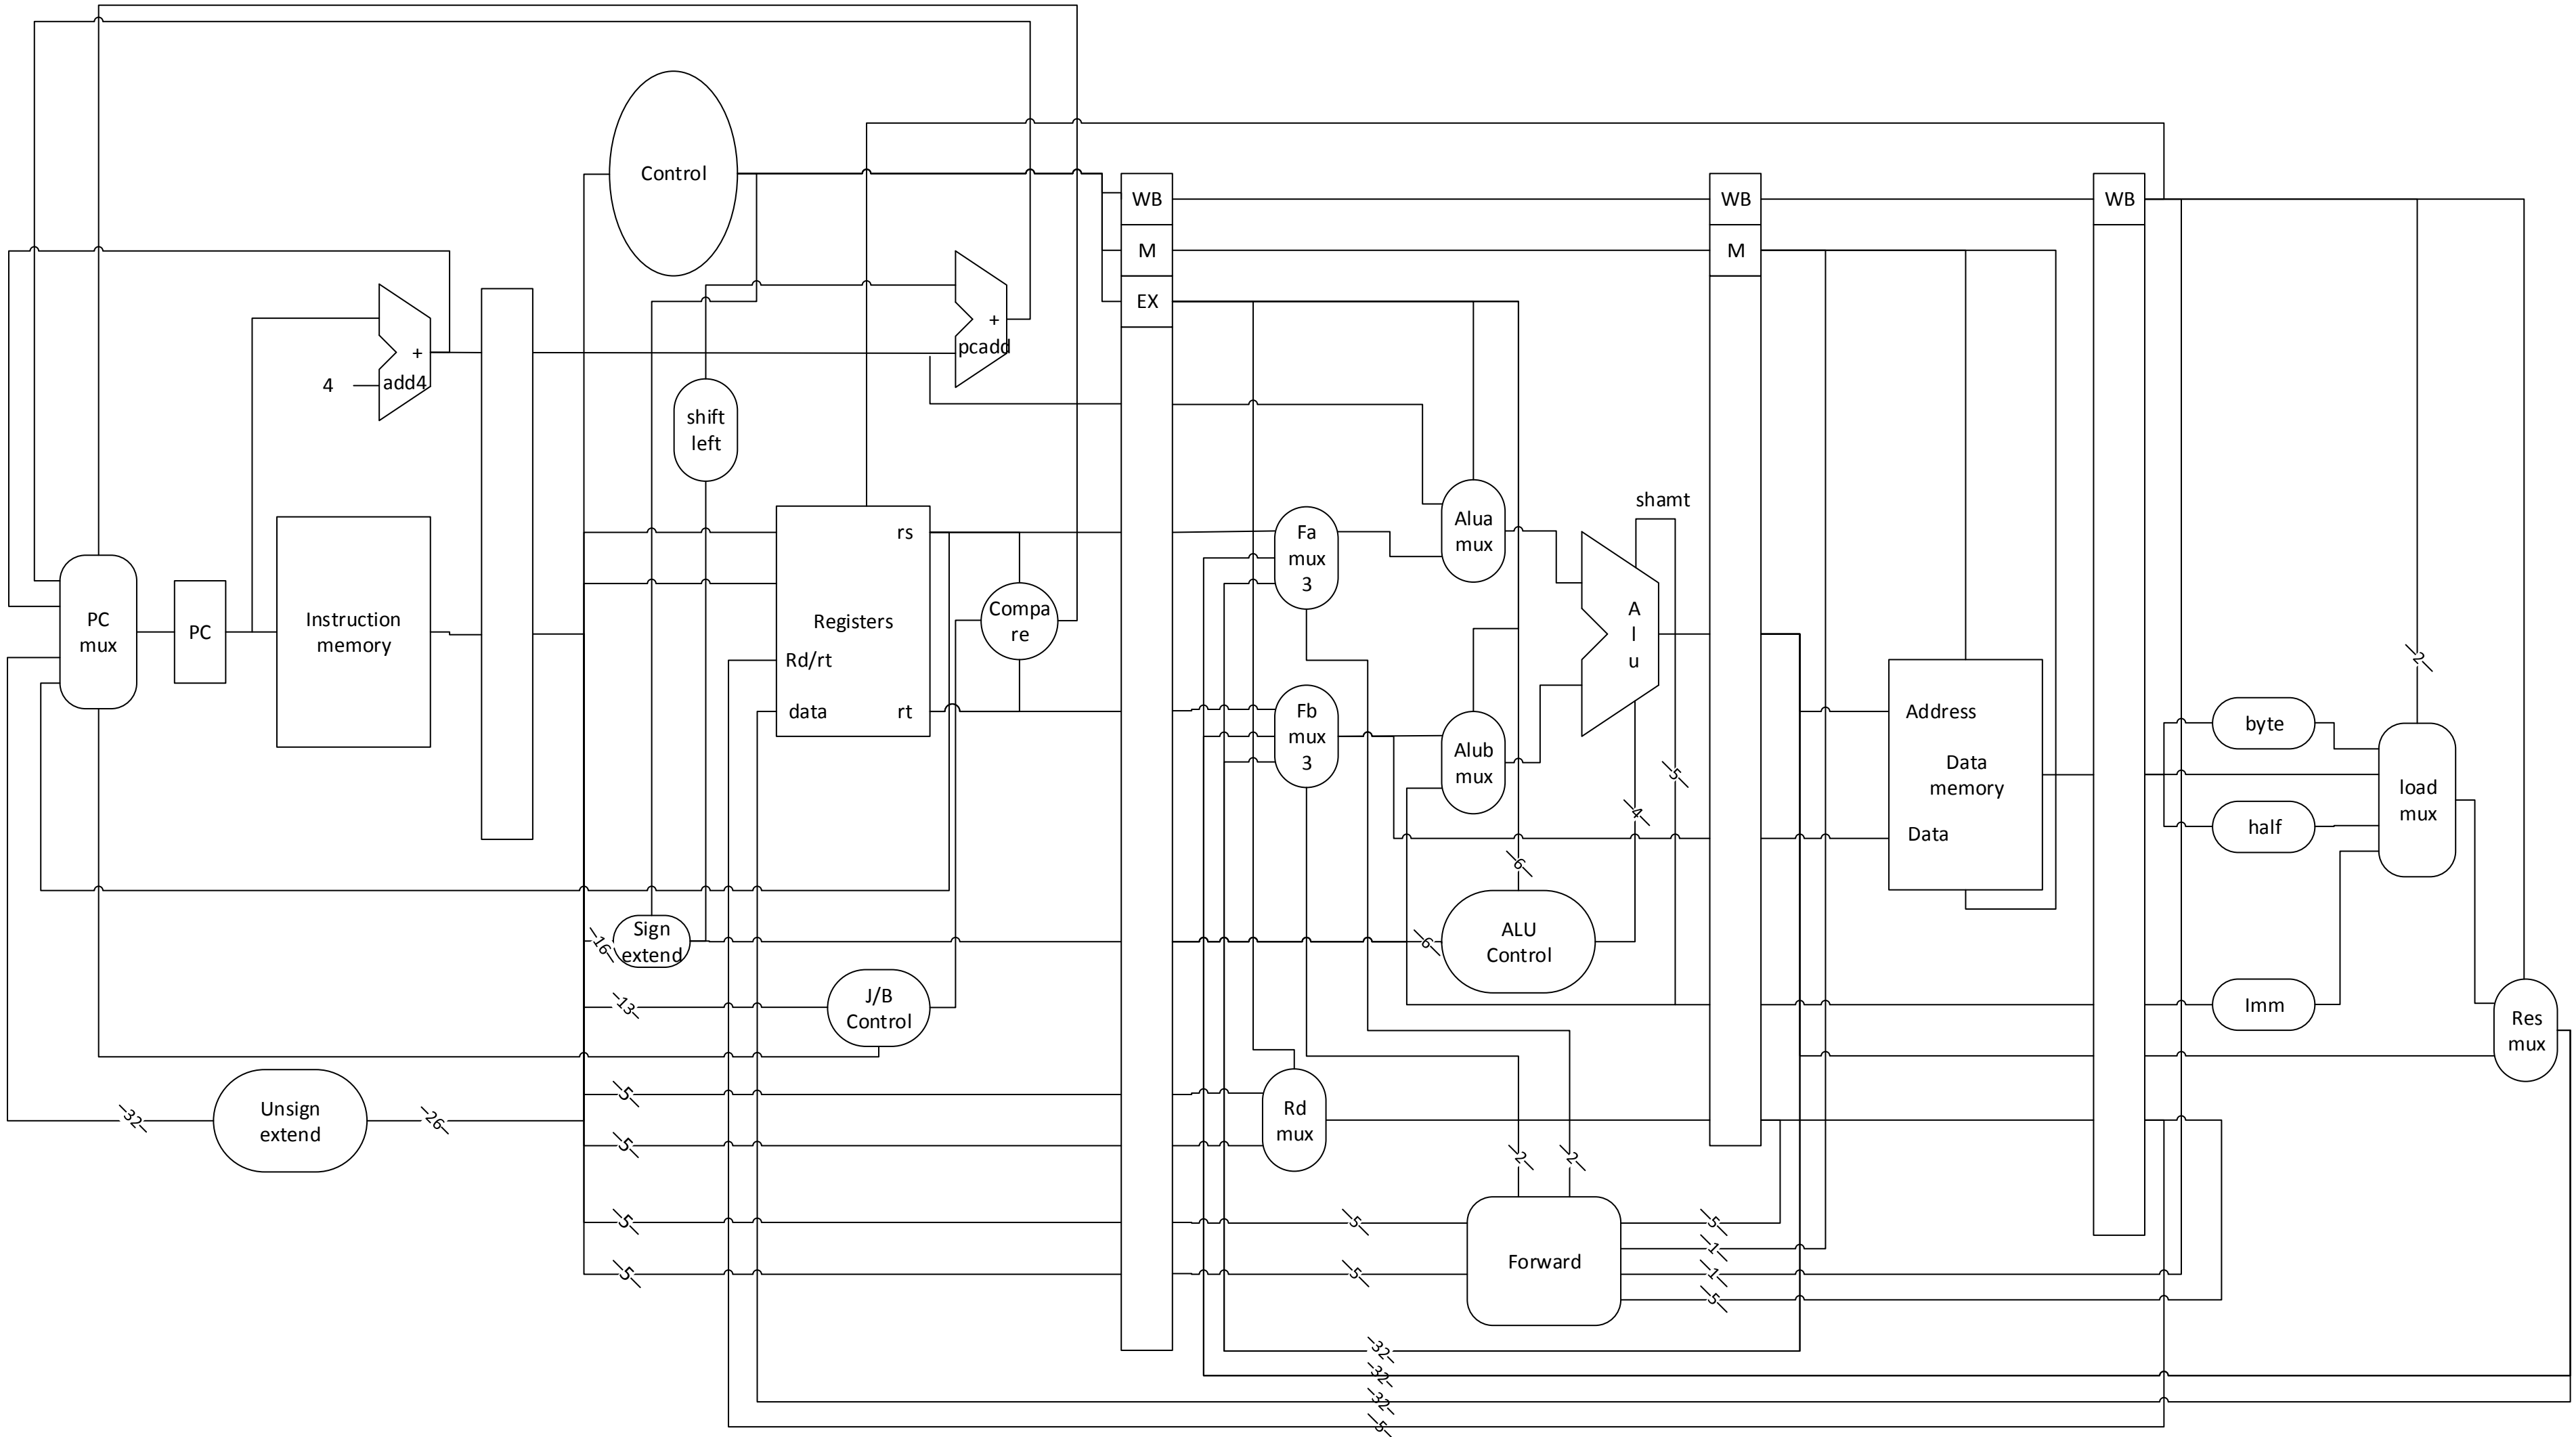 Control
WB
WB
WB
M
M
EX
+
pcadd
+
4
add4
shift
left
shamt
Alua
mux
rs
Fa
mux
3
PC
mux
PC
Instruction
memory
Registers
Compa
re
A
l
u
Rd/rt
data
rt
2
Fb
mux
3
Alub
mux
Address
Data
memory
Data
byte
load
mux
half
5
4
6
Sign
extend
16
6
ALU
Control
J/B
Control
13
Imm
Res
mux
Unsign
extend
32
26
5
5
Rd
mux
2
2
5
5
5
5
Forward
5
1
1
5
32
32
32
5